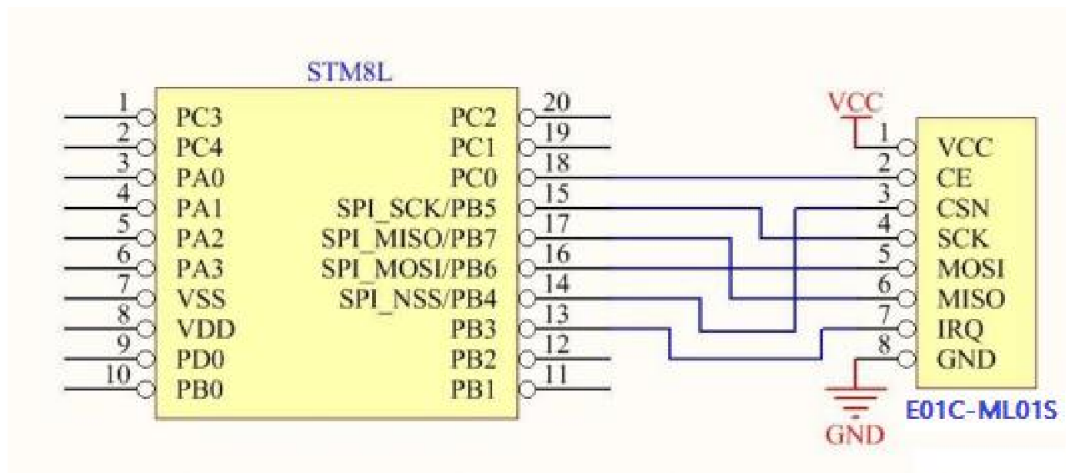 STM8L
1 PC3 PC2 20
2 PC4 PC1 19
3 PA0 PC0 18
4 PA1 SPI_SCK/PB5 15
5 PA2 SPI_MISO/PB7 17
6 PA3 SPI_MOSI/PB6 16
7 VSS SPI_NSS/PB4 14
8 VDD PB3 13
9 PD0 PB2 12
10 PB0 PB1 11
VCC
1 VCC
2 CE
3 CSN
4 SCK
5 MOSI
6 MISO
7 IRQ
8 GND
GND
E01C-ML01S